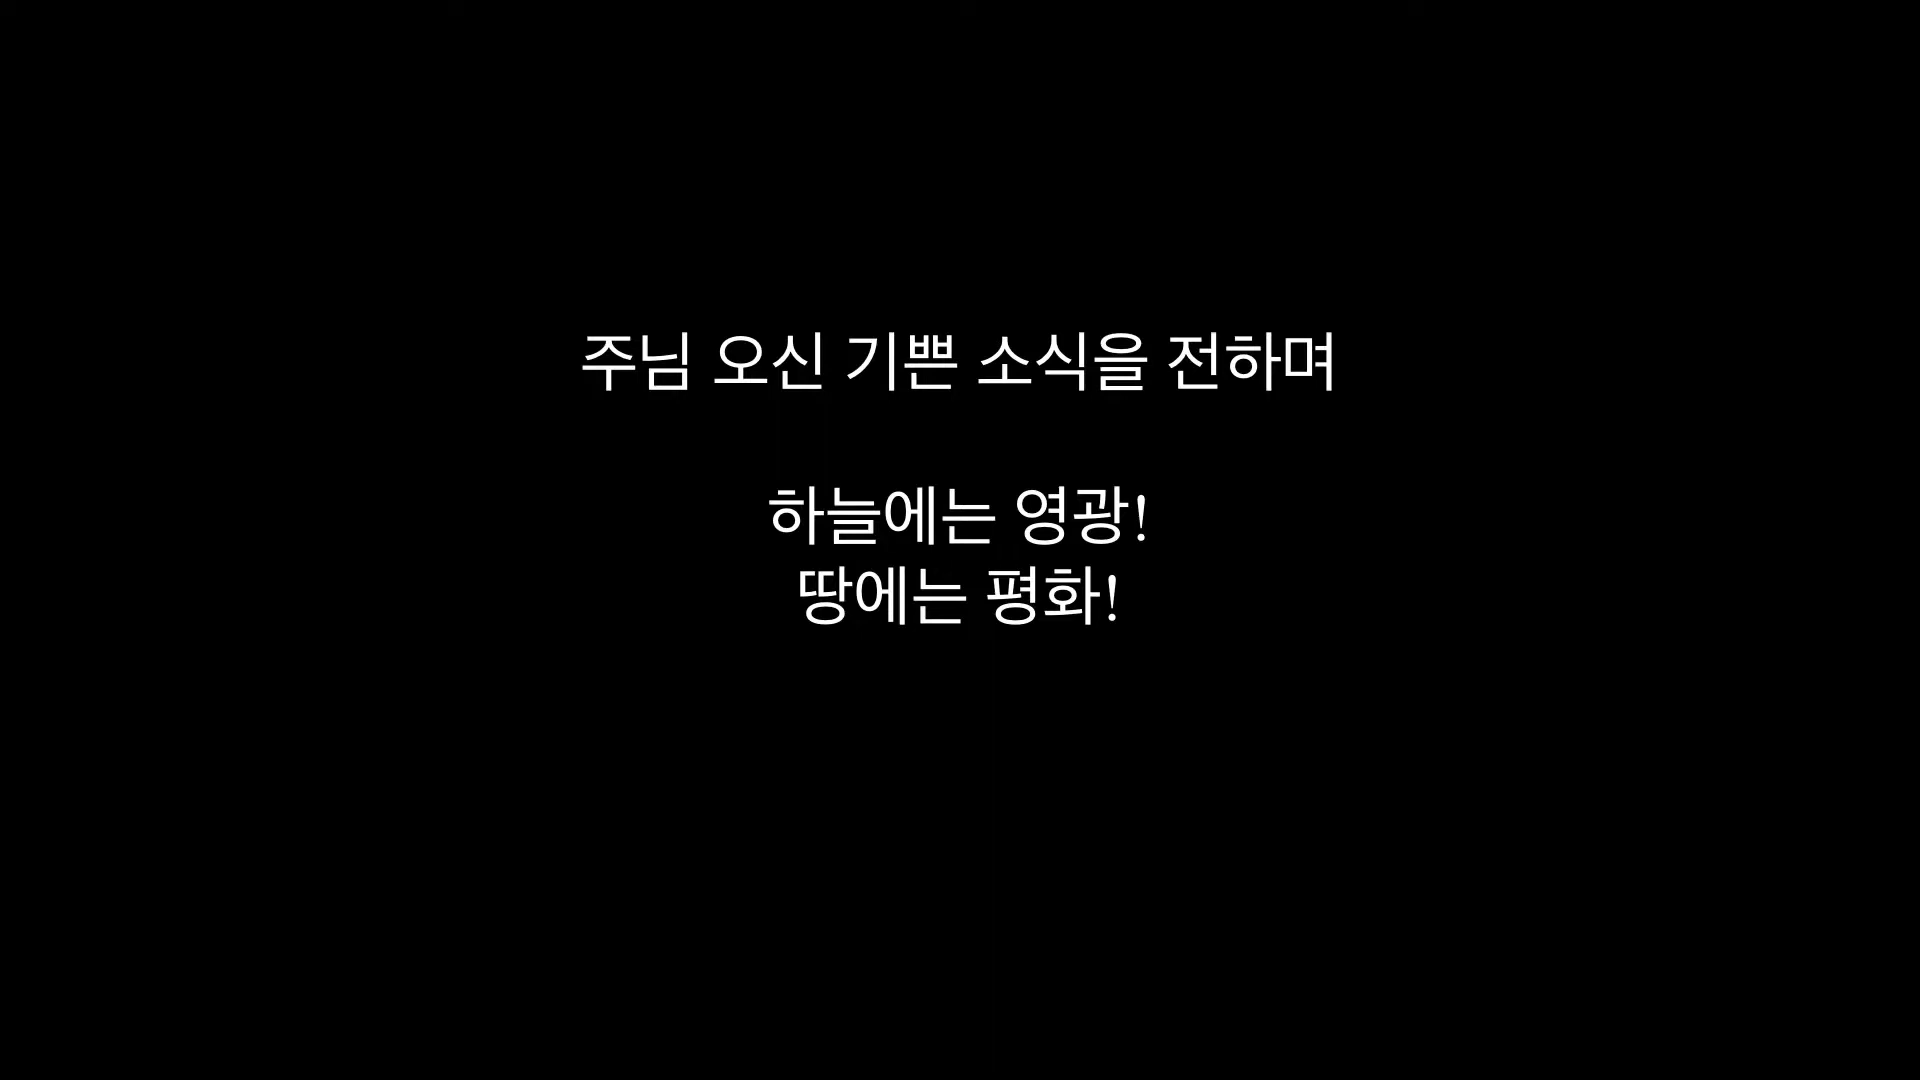 주님 오신 기쁜 소식을 전하며
하늘에는 영광!
땅에는 평화!